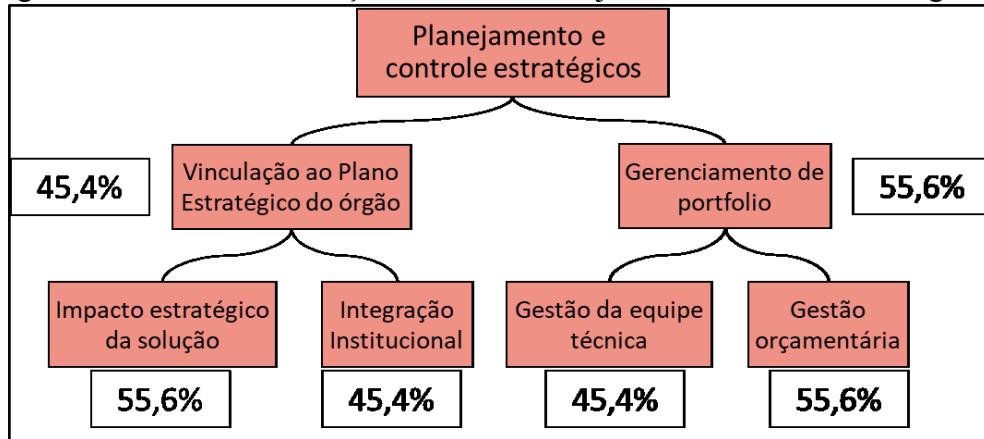 Planejamento e
controle estratégicos
45,4%
Vinculação ao Plano
Estratégico do órgão
Gerenciamento de
portfolio
55,6%
Impacto estratégico
da solução
Integração
Institucional
Gestão da equipe
técnica
Gestão
orçamentária
55,6%
45,4%
45,4%
55,6%